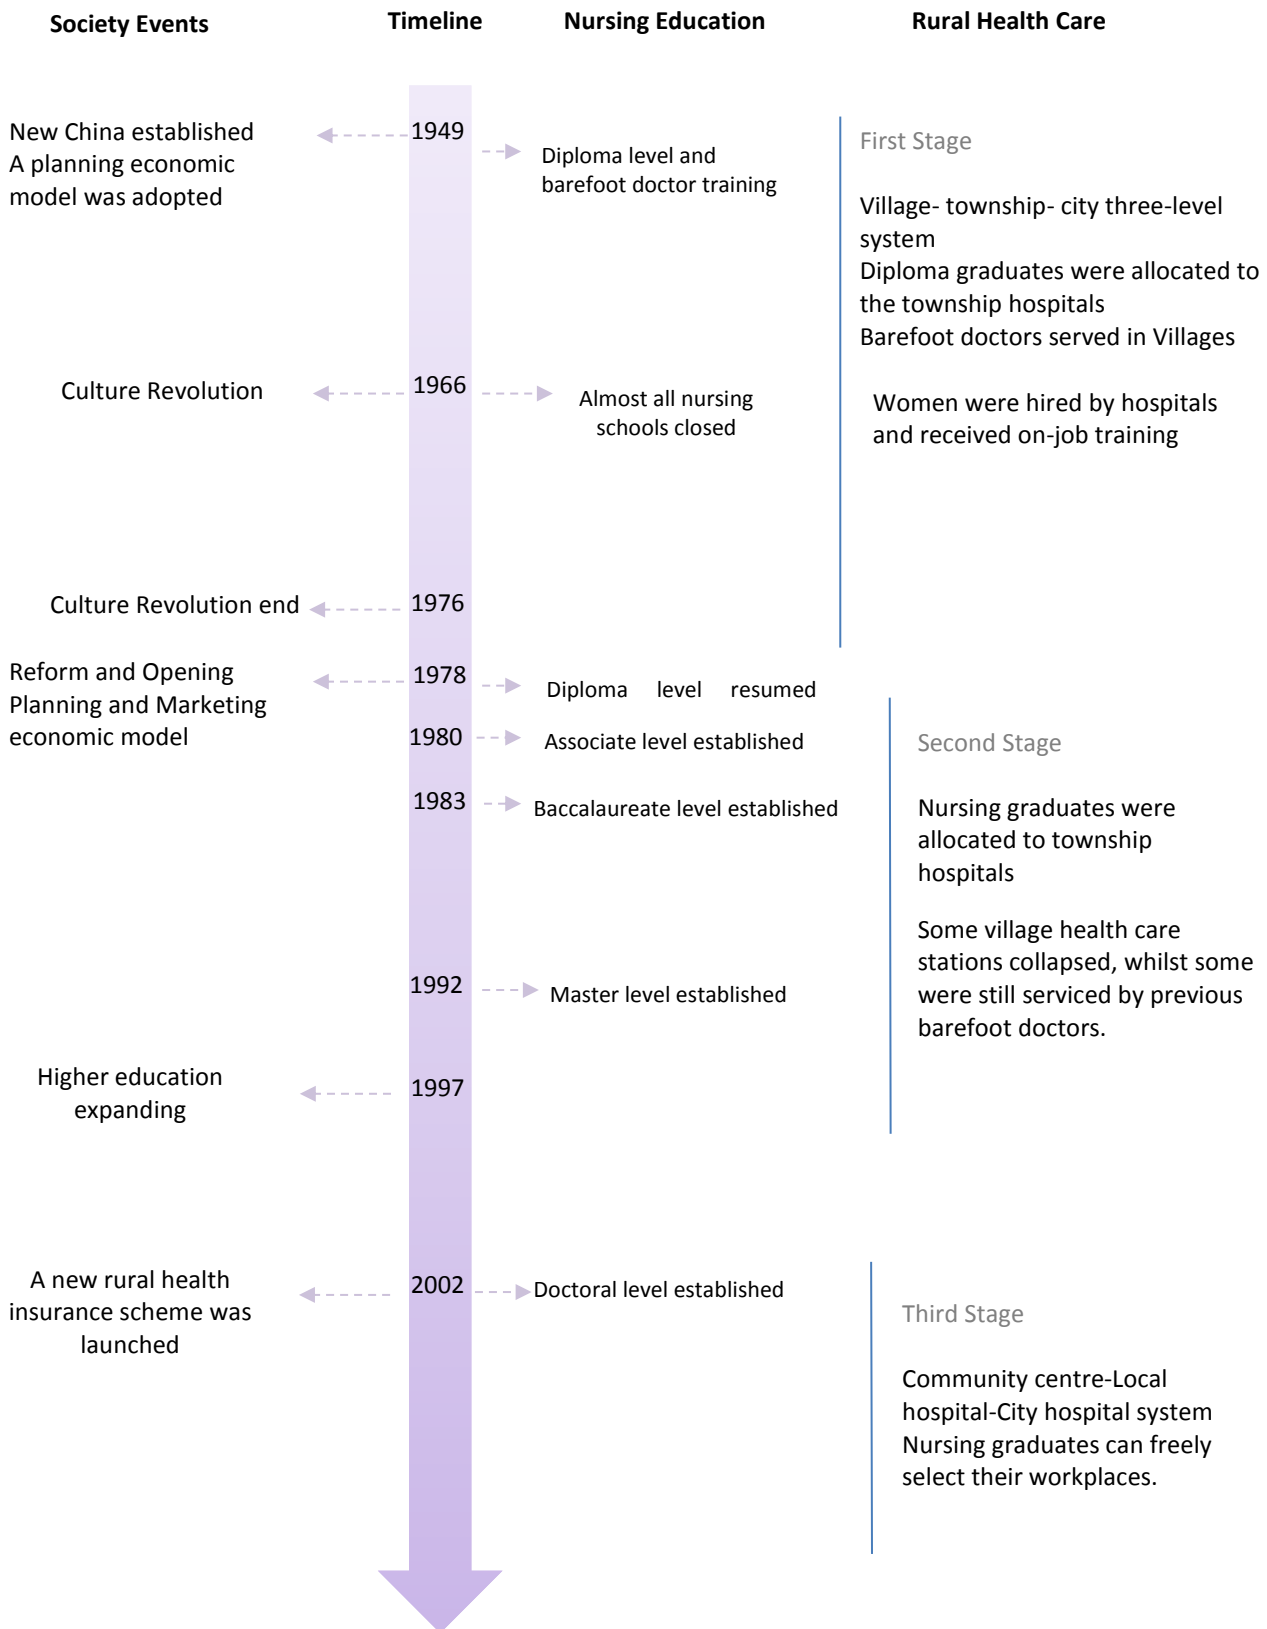 Society Events
Timeline
Nursing Education
Rural Health Care
New China established
A planning economic
model was adopted
1949
Diploma level and
barefoot doctor training
First Stage
Village- township- city three-level
system
Diploma graduates were allocated to
the township hospitals
Barefoot doctors served in Villages
Culture Revolution
1966
Almost all nursing
schools closed
Women were hired by hospitals
and received on-job training
Culture Revolution end
1976
Reform and Opening
Planning and Marketing
economic model
1978
Diploma level resumed
1980
Associate level established
1983
Baccalaureate level established
Second Stage
Nursing graduates were
allocated to township
hospitals
Some village health care
stations collapsed, whilst some
were still serviced by previous
barefoot doctors.
1992
Master level established
Higher education
expanding
1997
A new rural health
insurance scheme was
launched
2002
Doctoral level established
Third Stage
Community centre-Local
hospital-City hospital system
Nursing graduates can freely
select their workplaces.